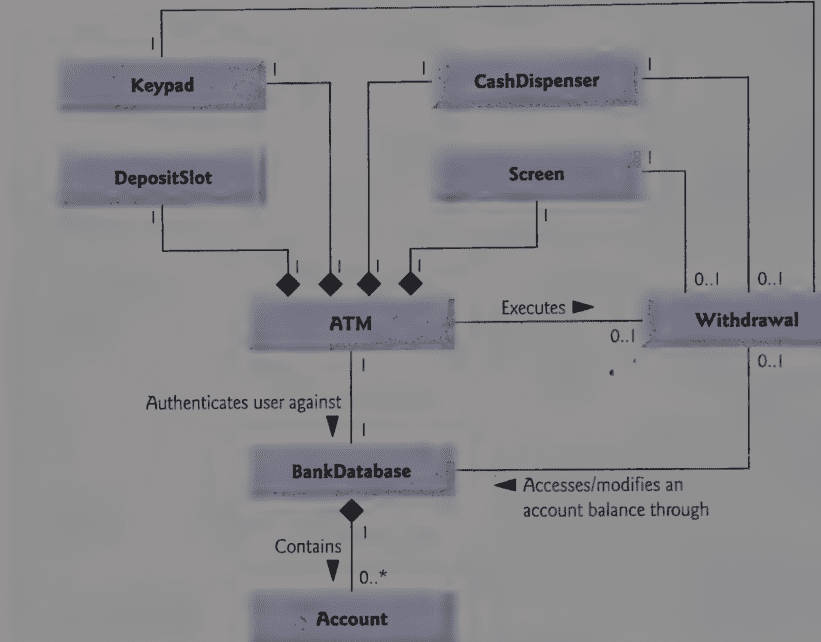 1
Keypad
1
1
CashDispenser
1
DepositSlot
1
Screen
1
1
1
1
1
1
0..1
0..1
ATM
Executes
0..1
Withdrawal
0..1
1
Authenticates user against
1
BankDatabase
Accesses/modifies an
account balance through
1
Contains
0..*
Account